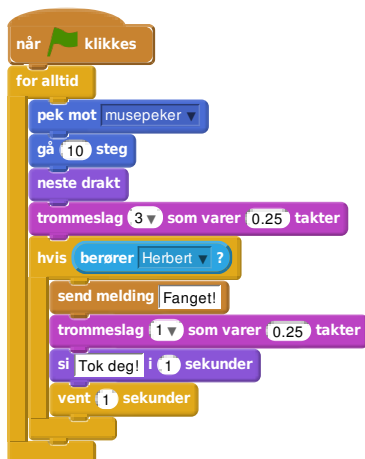 når klikkes
for alltid
pek mot musepeker
gå 10 steg
neste drakt
trommeslag 3 som varer 0.25 takter
hvis berører Herbert ?
send melding Fanget!
trommeslag 1 som varer 0.25 takter
si Tok deg! i 1 sekunder
vent 1 sekunder